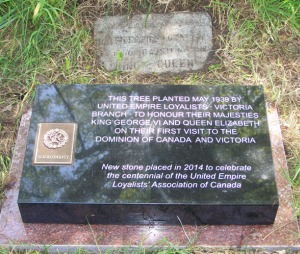 QUEEN
THIS TREE PLANTED MAY 1939 BY
UNITED EMPIRE LOYALISTS - VICTORIA
BRANCH - TO HONOUR THEIR MAJESTIES
KING GEORGE VI AND QUEEN ELIZABETH
ON THEIR FIRST VISIT TO THE
DOMINION OF CANADA AND VICTORIA
New stone placed in 2014 to celebrate
the centennial of the United Empire
Loyalists' Association of Canada